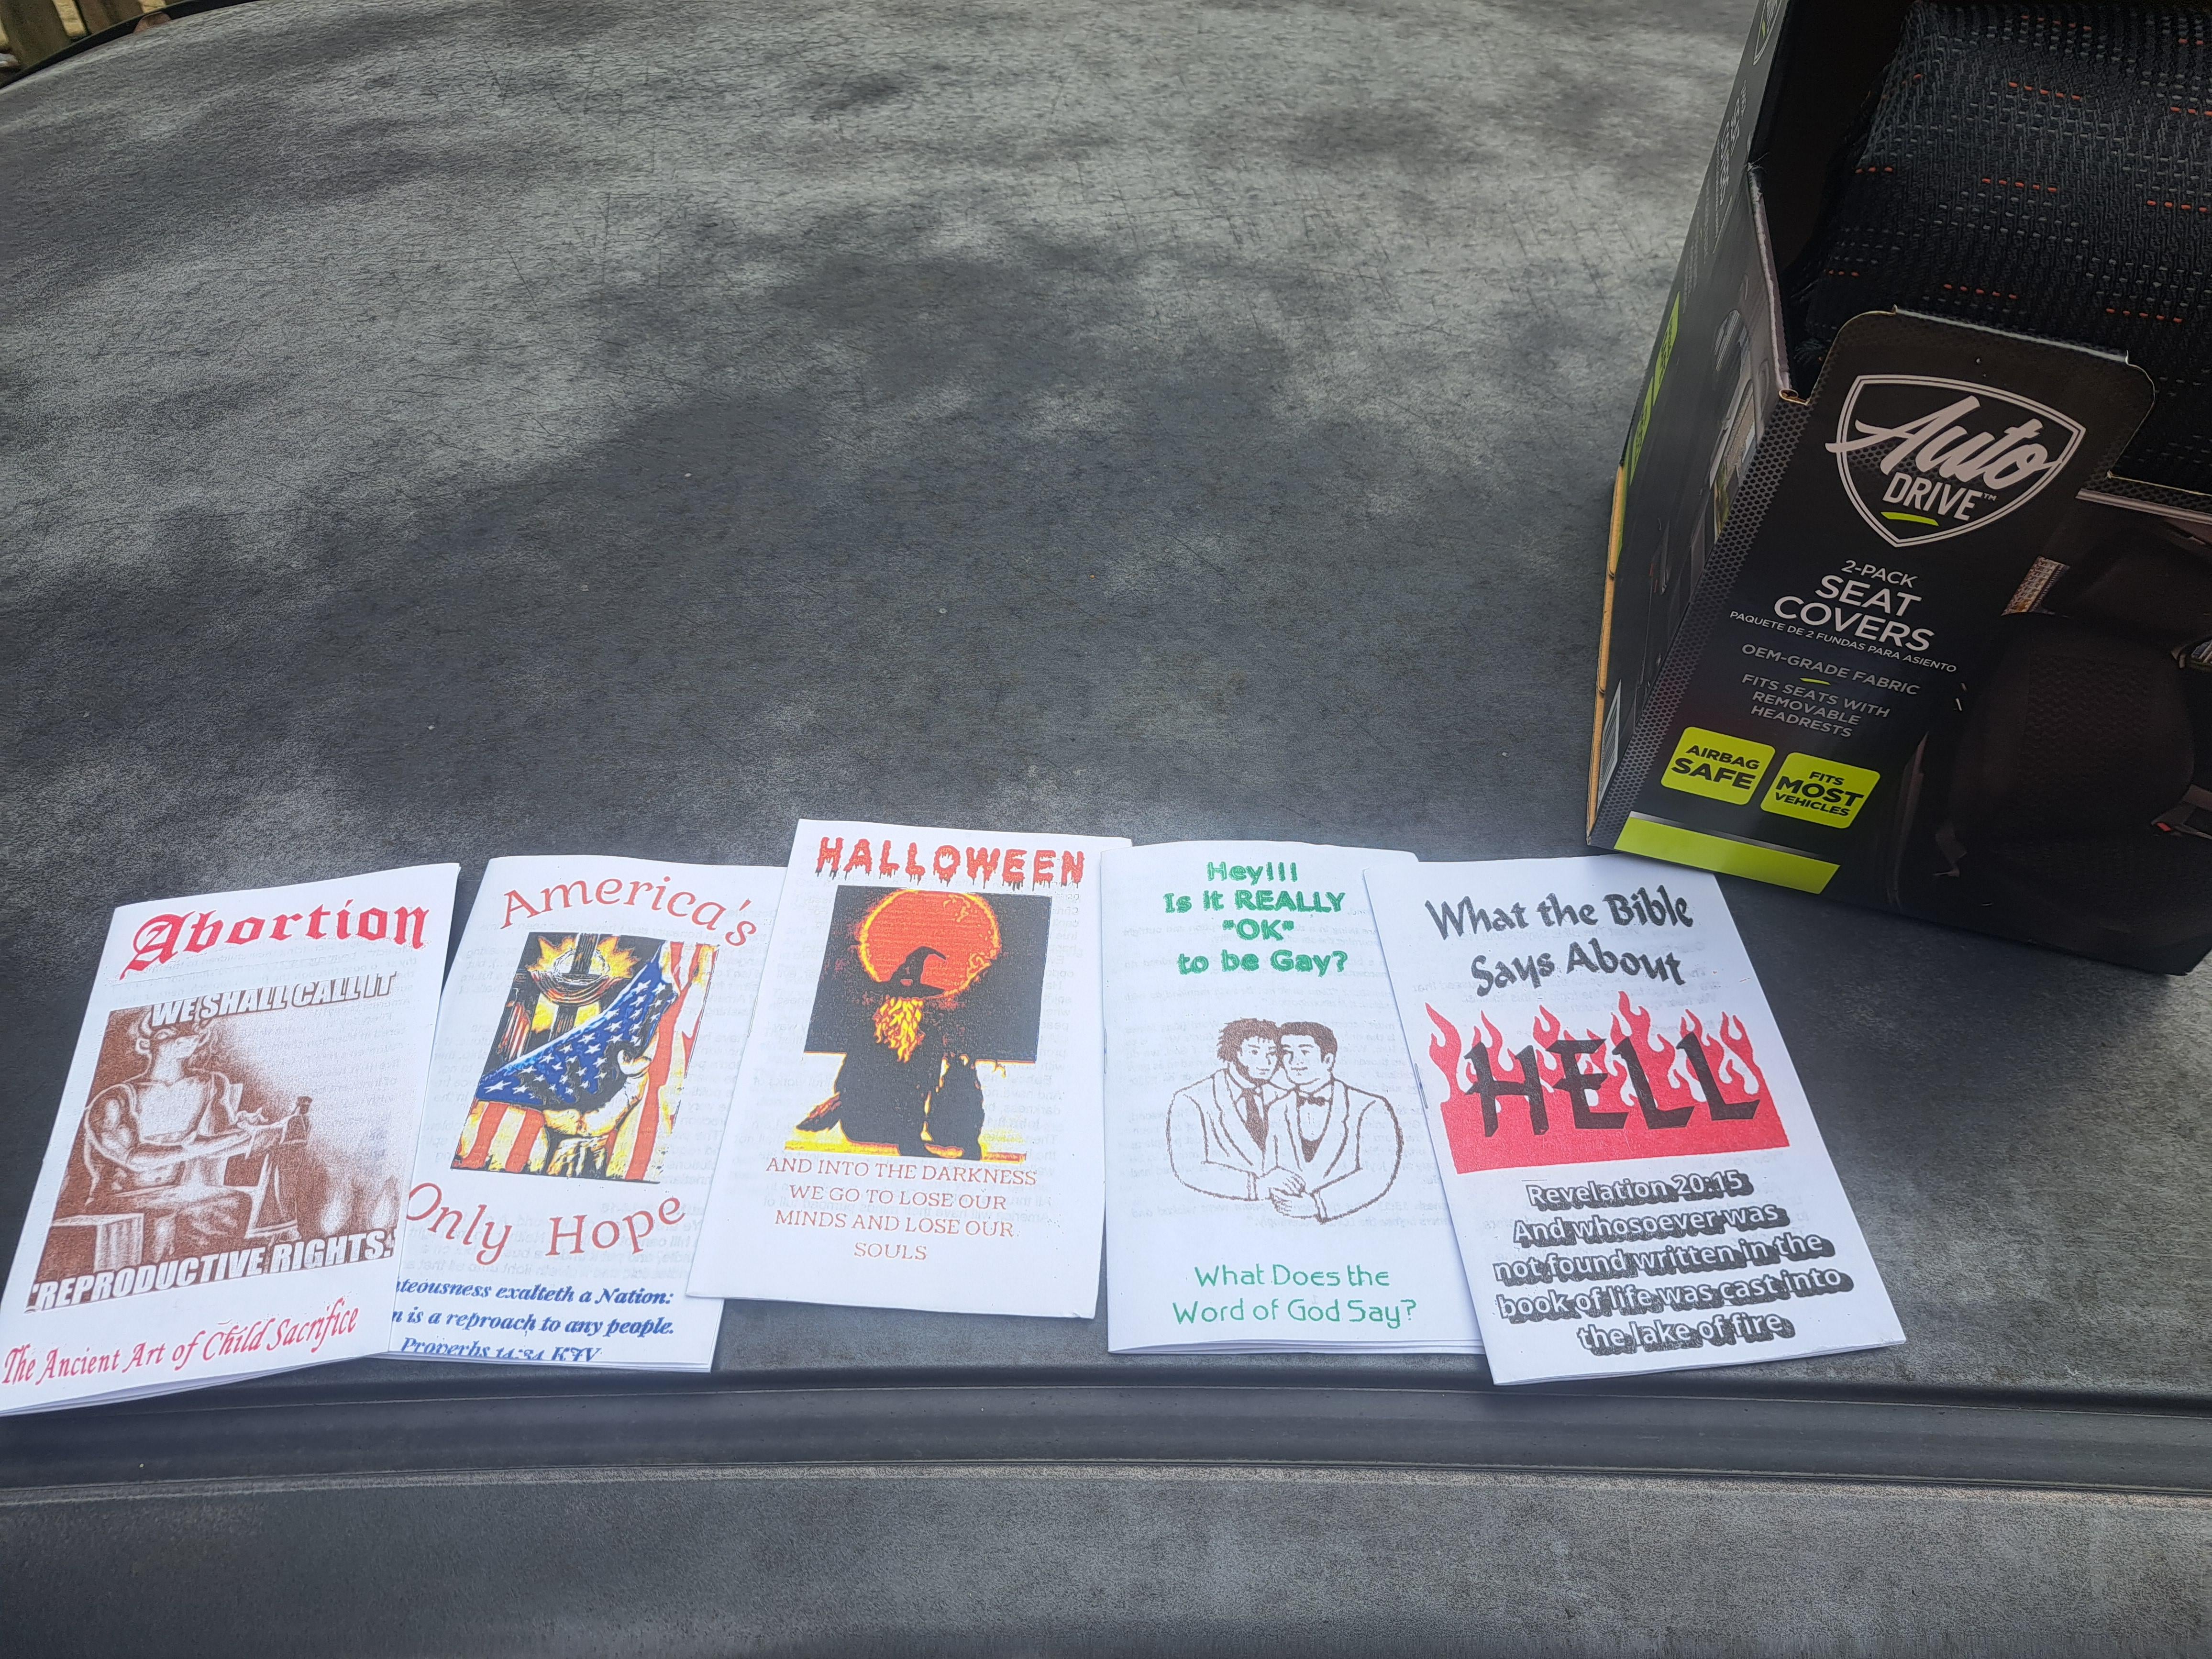 Auto
DRIVE™
2-PACK
SEAT
COVERS
PAQUETE DE 2 FUNDAS PARA ASIENTO
OEM-GRADE FABRIC
FITS SEATS WITH
REMOVABLE
HEADRESTS
AIRBAG
SAFE
FITS
MOST
VEHICLES
Abortion
WE SHALL CALL IT
"REPRODUCTIVE RIGHTS."
The Ancient Art of Child Sacrifice
America's
Only Hope
exalteth a Nation:
is a reproach to any people.
Proverbs 14:34 KJV
HALLOWEEN
AND INTO THE DARKNESS
WE GO TO LOSE OUR
MINDS AND LOSE OUR
SOULS
Hey!!!
Is it REALLY
"OK"
to be Gay?
What Does the
Word of God Say?
What the Bible
Says About
HELL
Revelation 20:15
And whosoever was
not found written in the
book of life was cast into
the lake of fire